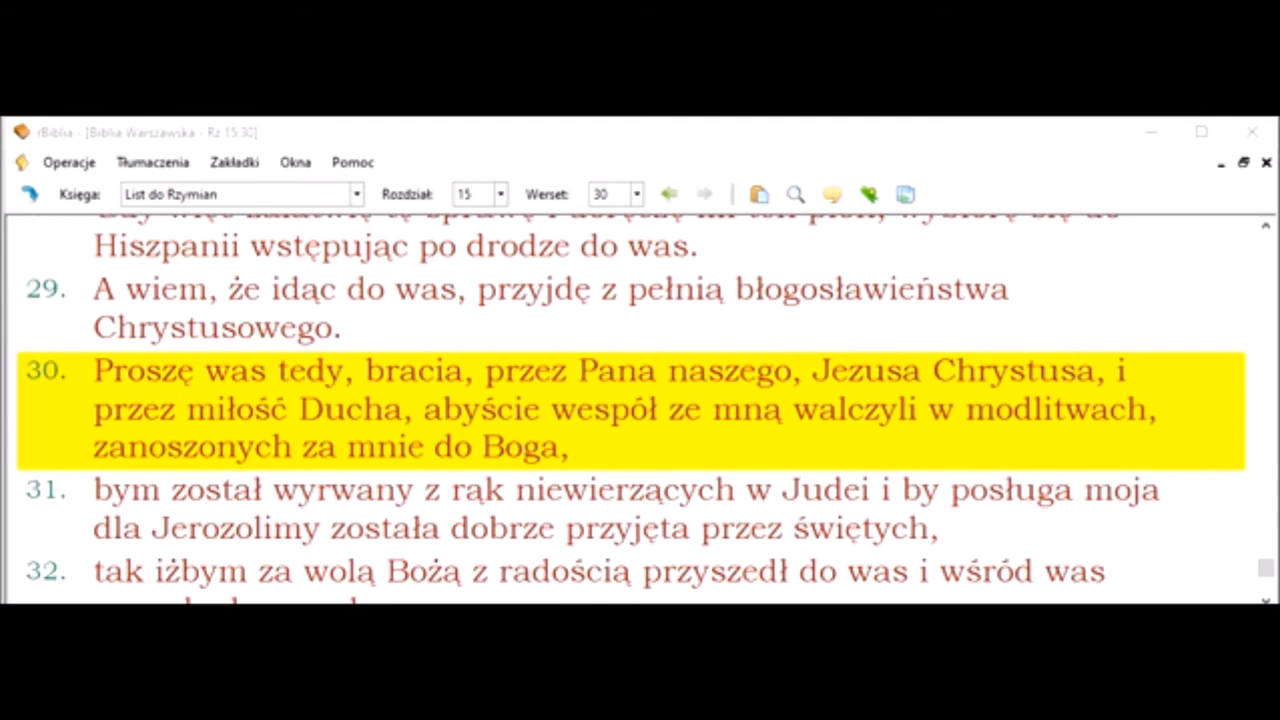 rBiblia - [Biblia Warszawska - Rz 15:30]
Operacje Tłumaczenia Zakładki Okna Pomoc
Księga: List do Rzymian Rozdział: 15 Werset: 30
Hiszpanii wstępując po drodze do was.
29. A wiem, że idąc do was, przyjdę z pełnią błogosławieństwa
Chrystusowego.
30. Proszę was tedy, bracia, przez Pana naszego, Jezusa Chrystusa, i
przez miłość Ducha, abyście wespół ze mną walczyli w modlitwach,
zanoszonych za mnie do Boga,
31. bym został wyrwany z rąk niewierzących w Judei i by posługa moja
dla Jerozolimy została dobrze przyjęta przez świętych,
32. tak iżbym za wolą Bożą z radością przyszedł do was i wśród was